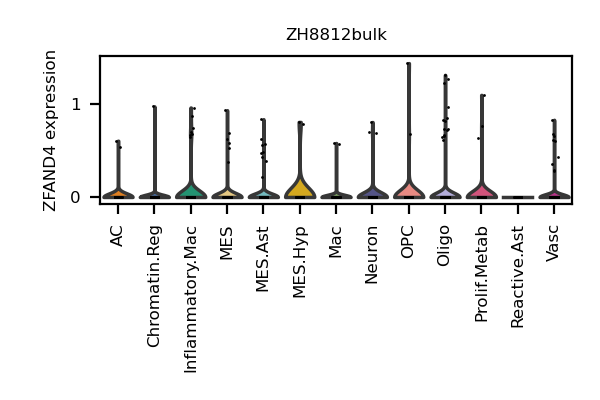 ZH8812bulk
ZFAND4 expression
1
0
AC
Chromatin.Reg
Inflammatory.Mac
MES
MES.Ast
MES.Hyp
Mac
Neuron
OPC
Oligo
Prolif.Metab
Reactive.Ast
Vasc